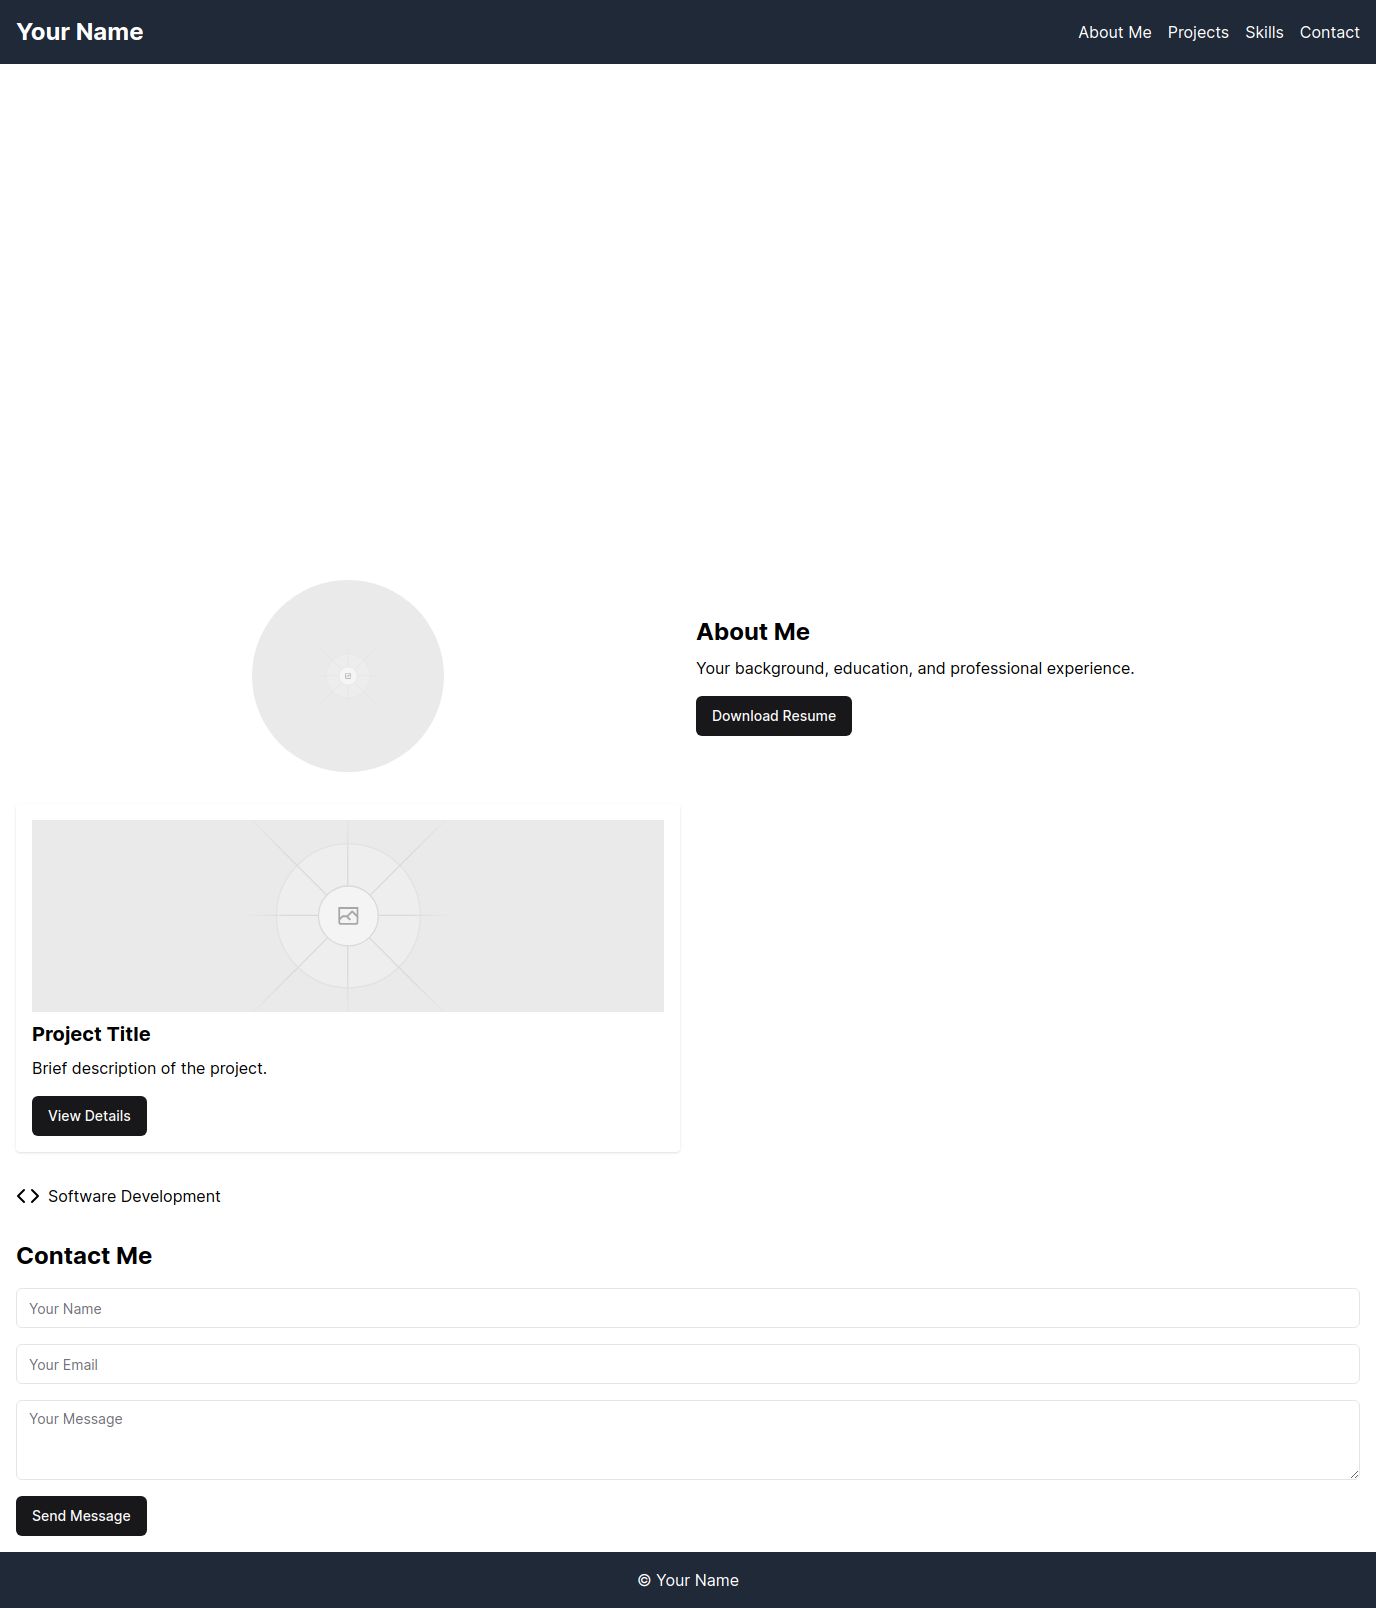 Your Name
About Me Projects Skills Contact
About Me
Your background, education, and professional experience.
Download Resume
Project Title
Brief description of the project.
View Details
Software Development
Contact Me
Your Name
Your Email
Your Message
Send Message
© Your Name